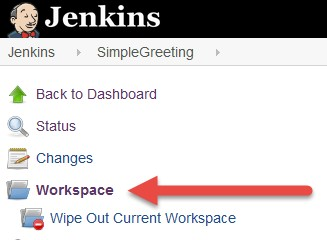 Jenkins
Jenkins SimpleGreeting
Back to Dashboard
Status
Changes
Workspace
Wipe Out Current Workspace